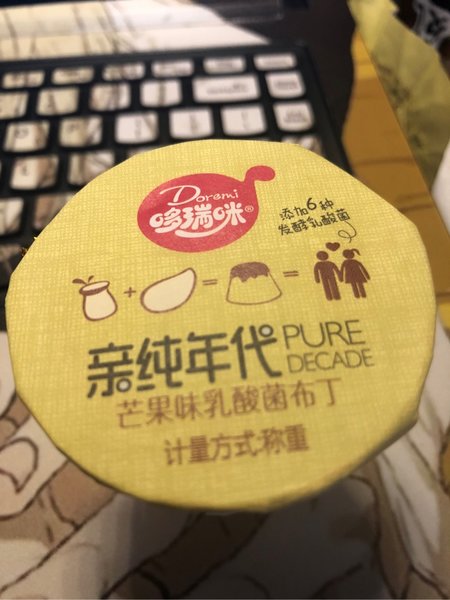 Doremi
哆瑞咪®
添加6种
发酵乳酸菌
+ = =
亲纯年代 PURE
DECADE
芒果味乳酸菌布丁
计量方式:称重